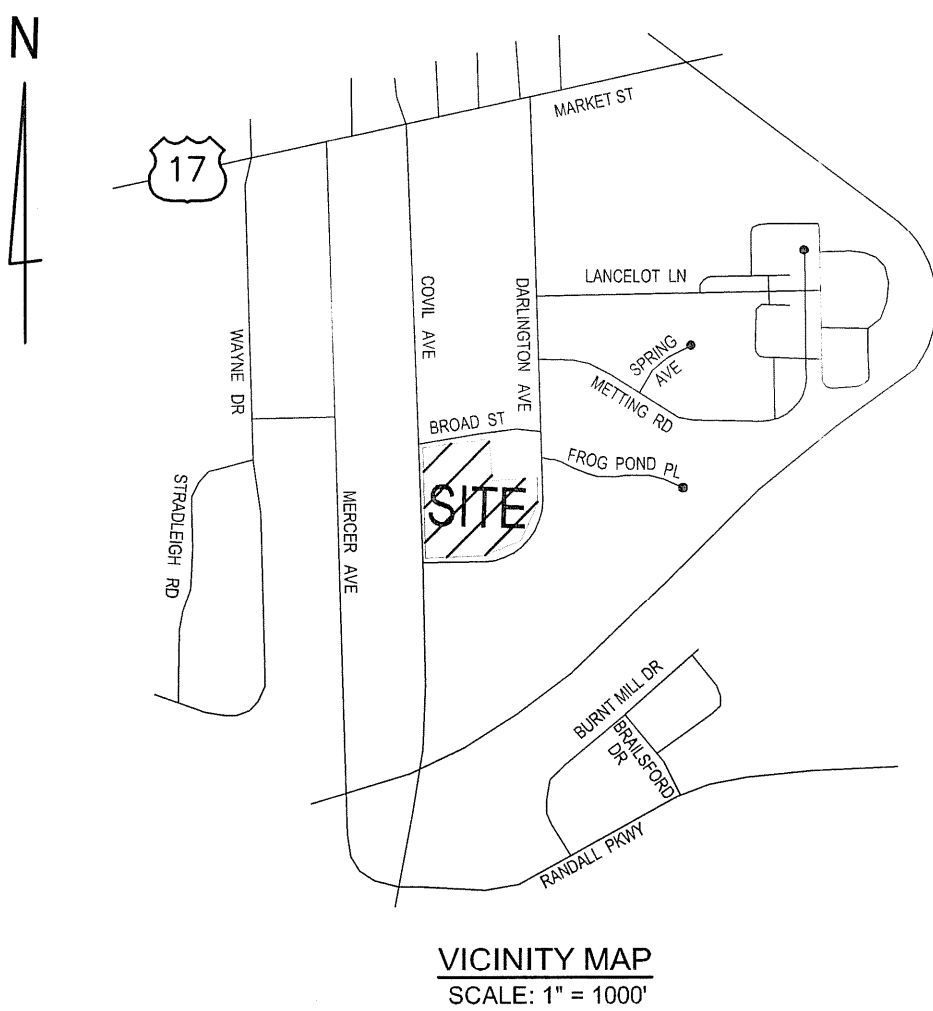 N
MARKET ST
17
LANCELOT LN
COVIL AVE
DARLINGTON AVE
WAYNE DR
SPRING
AVE
METTING RD
BROAD ST
FROG POND PL
STRADLEIGH RD
SITE
MERCER AVE
BURNT MILL DR
BRAILSFORD
DR
RANDALL PKWY
VICINITY MAP
SCALE: 1" = 1000'